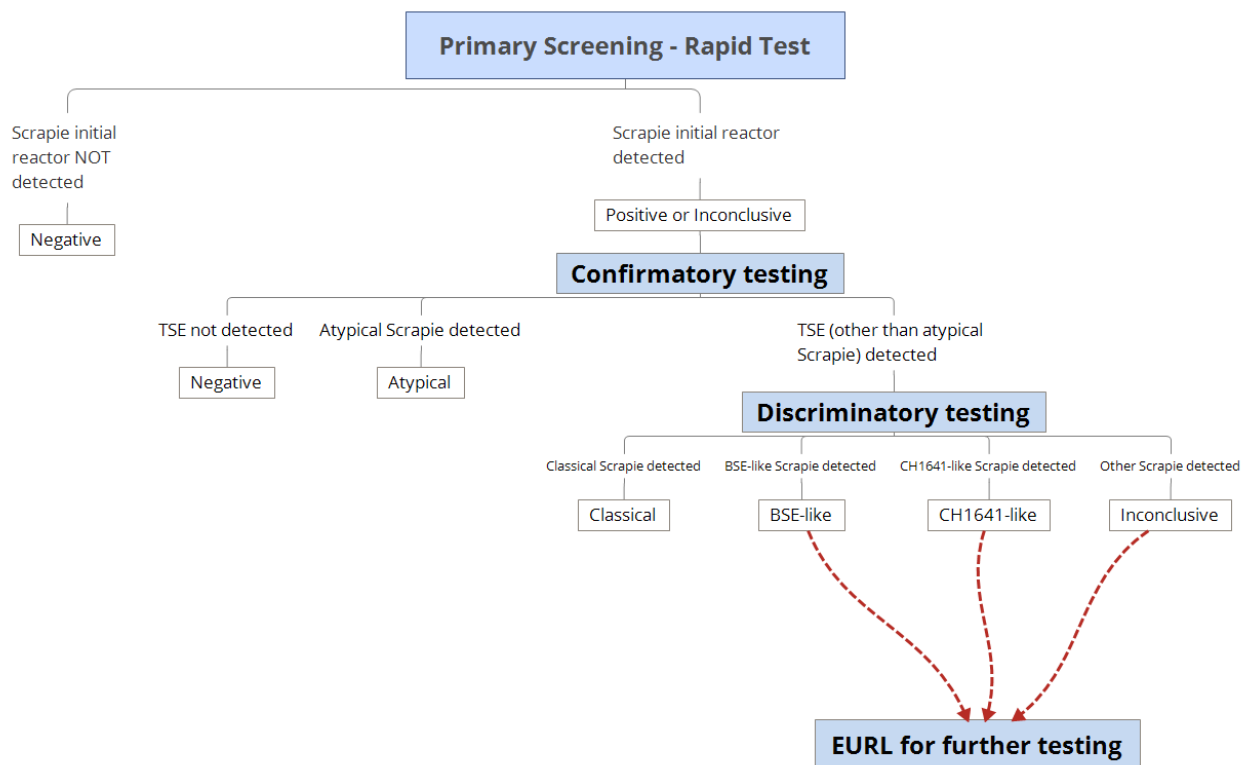 Primary Screening - Rapid Test
Scrapie initial
reactor NOT
detected
Scrapie initial reactor
detected
Positive or Inconclusive
Negative
Confirmatory testing
TSE not detected
Atypical Scrapie detected
TSE (other than atypical
Scrapie) detected
Negative
Atypical
Discriminatory testing
Classical Scrapie detected
BSE-like Scrapie detected
CH1641-like Scrapie detected
Other Scrapie detected
Classical
BSE-like
CH1641-like
Inconclusive
EURL for further testing